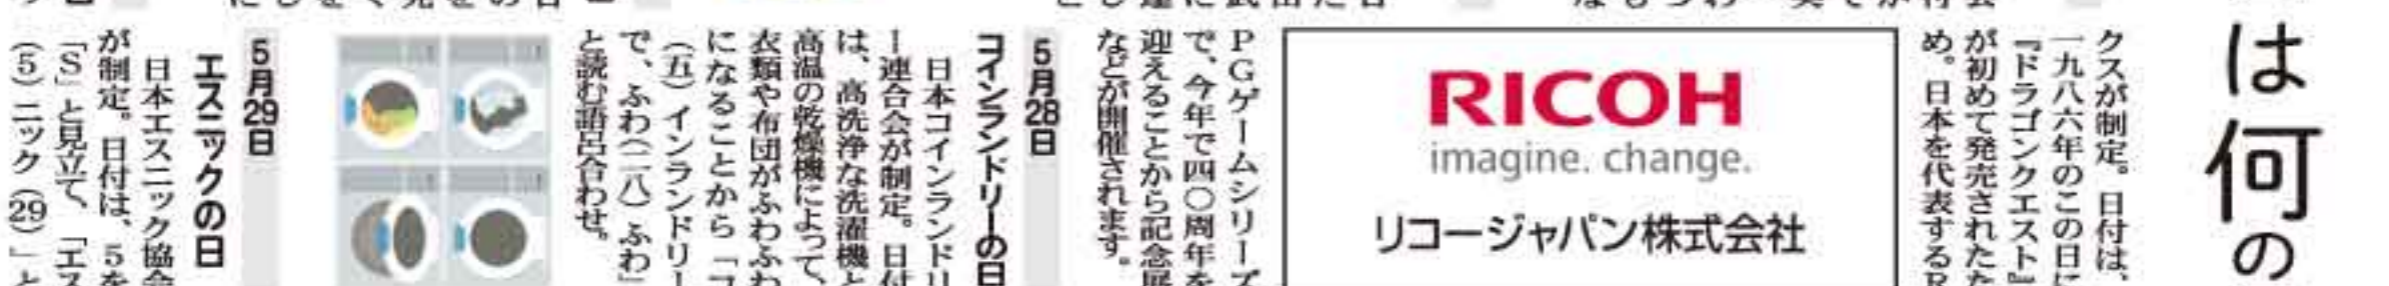 は何の
クスが制定。日付は、
一九八六年のこの日に
『ドラゴンクエスト』
が初めて発売されたた
め。日本を代表するR
RICOH
imagine. change.
リコージャパン株式会社
PGゲームシリーズ
で、今年で四〇周年を
迎えることから記念展
などが開催されます。
5月28日
コインランドリーの日
日本コインランドリ
ー連合会が制定。日付
は、高洗浄な洗濯機と
高温の乾燥機によって、
衣類や布団がふわふわ
になることから「コ
(五)インランドリー
で、ふわ(二八)ふわ」
と読む語呂合わせ。
5月29日
エスニックの日
日本エスニック協会
が制定。日付は、5を
「S」と見立て、「エス
(5)ニック(29)」と